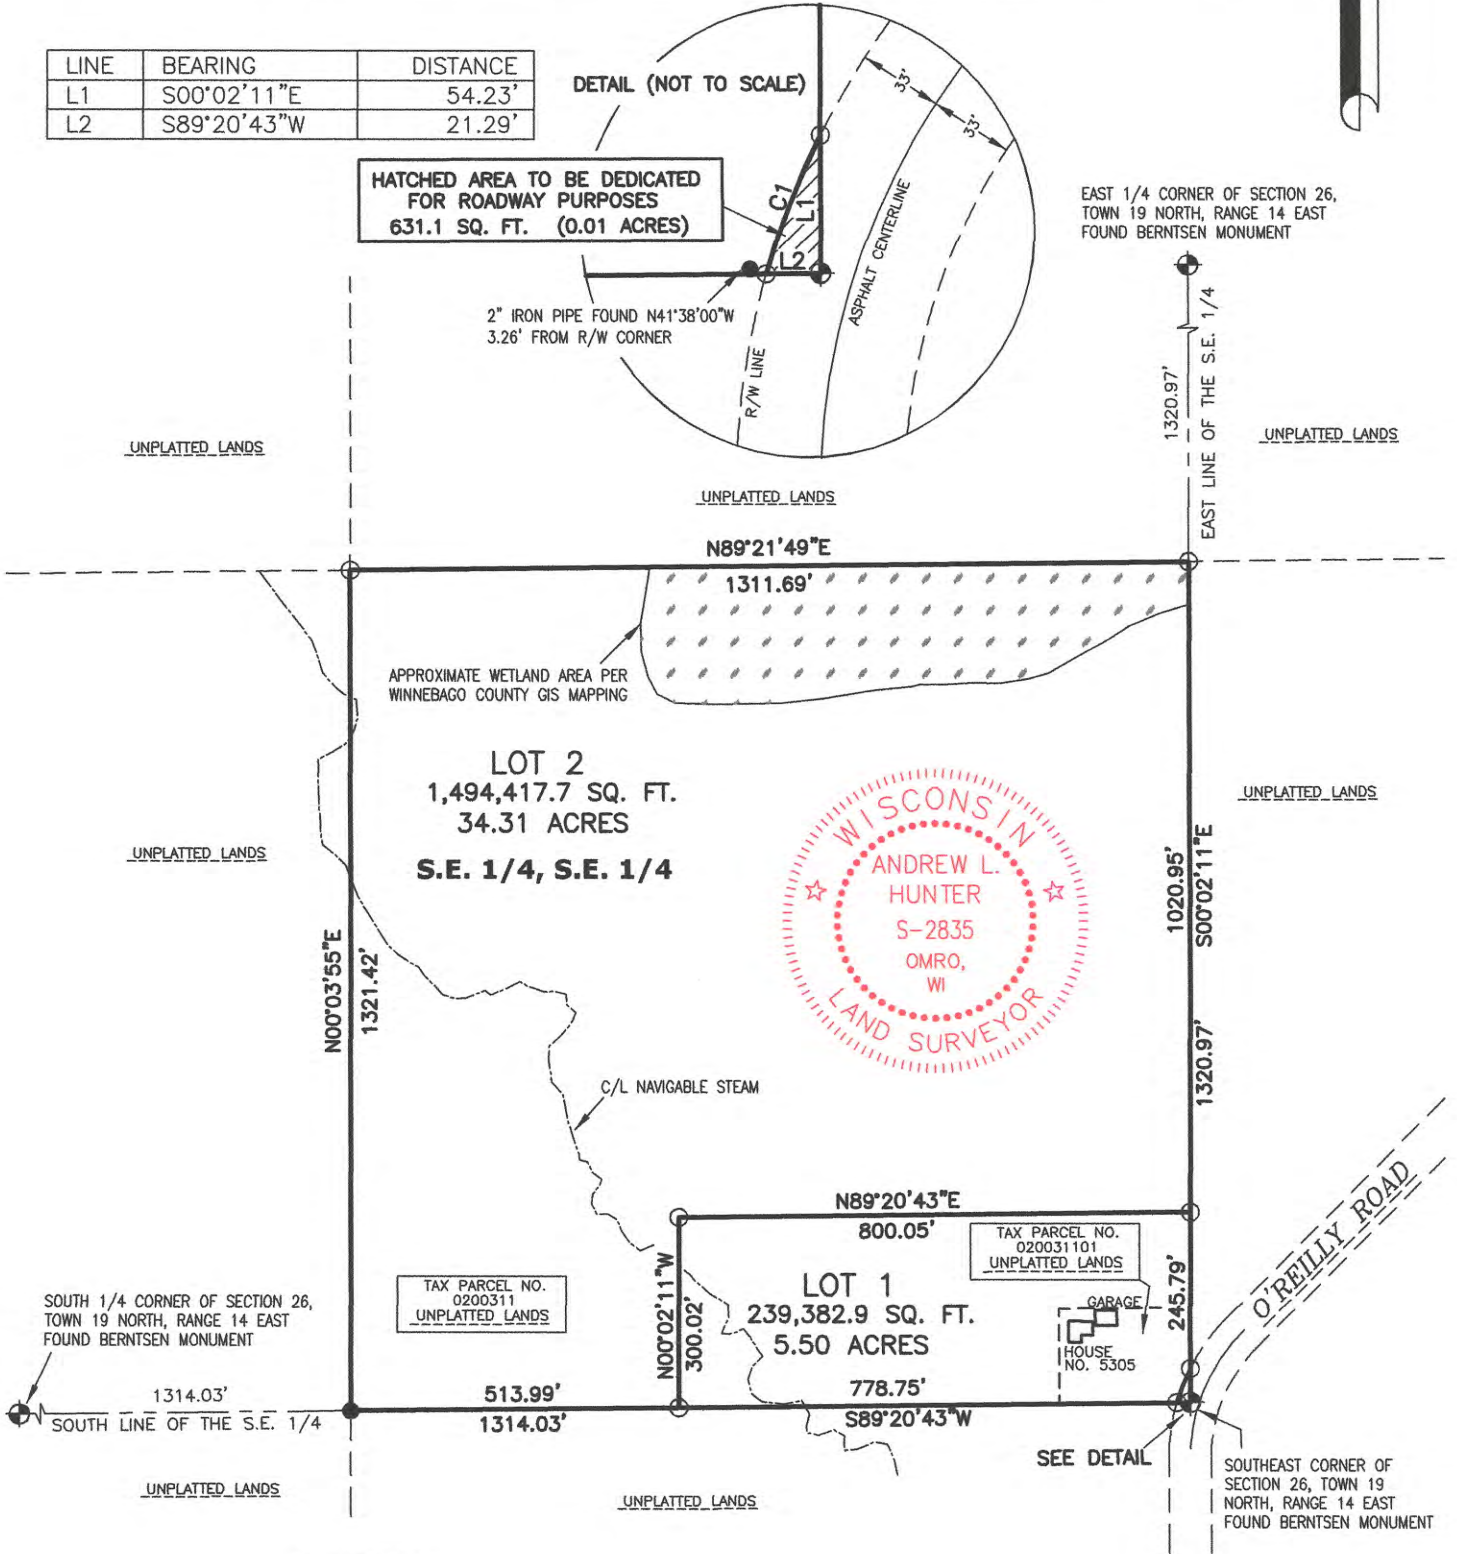 LINE BEARING DISTANCE
L1 S00°02'11"E 54.23'
L2 S89°20'43"W 21.29'
DETAIL (NOT TO SCALE)
33'
33'
HATCHED AREA TO BE DEDICATED
FOR ROADWAY PURPOSES
631.1 SQ. FT. (0.01 ACRES)
C1
L1
L2
ASPHALT CENTERLINE
R/W LINE
2" IRON PIPE FOUND N41°38'00"W
3.26' FROM R/W CORNER
EAST 1/4 CORNER OF SECTION 26,
TOWN 19 NORTH, RANGE 14 EAST
FOUND BERNTSEN MONUMENT
1320.97'
EAST LINE OF THE S.E. 1/4
UNPLATTED LANDS
UNPLATTED LANDS
UNPLATTED LANDS
N89°21'49"E
1311.69'
APPROXIMATE WETLAND AREA PER
WINNEBAGO COUNTY GIS MAPPING
LOT 2
1,494,417.7 SQ. FT.
34.31 ACRES
S.E. 1/4, S.E. 1/4
WISCONSIN
ANDREW L.
HUNTER
S-2835
OMRO,
WI
LAND SURVEYOR
UNPLATTED LANDS
UNPLATTED LANDS
1020.95'
S00°02'11"E
1320.97'
N00°03'55"E
1321.42'
C/L NAVIGABLE STEAM
N89°20'43"E
800.05'
TAX PARCEL NO.
020031101
UNPLATTED LANDS
O'REILLY ROAD
TAX PARCEL NO.
0200311
UNPLATTED LANDS
N00°02'11"W
300.02'
LOT 1
239,382.9 SQ. FT.
5.50 ACRES
GARAGE
HOUSE
NO. 5305
245.79'
SOUTH 1/4 CORNER OF SECTION 26,
TOWN 19 NORTH, RANGE 14 EAST
FOUND BERNTSEN MONUMENT
1314.03'
SOUTH LINE OF THE S.E. 1/4
513.99'
1314.03'
778.75'
S89°20'43"W
SEE DETAIL
SOUTHEAST CORNER OF
SECTION 26, TOWN 19
NORTH, RANGE 14 EAST
FOUND BERNTSEN MONUMENT
UNPLATTED LANDS
UNPLATTED LANDS